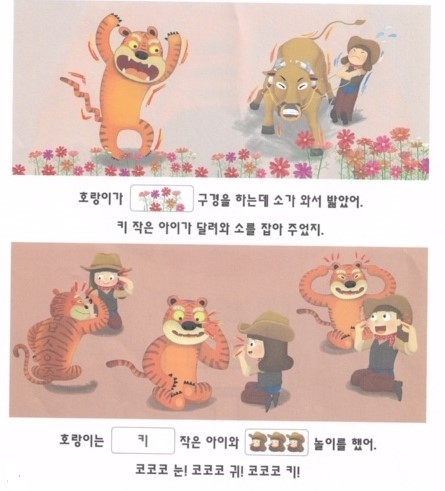 호랑이가 구경을 하는데 소가 와서 밟았어.
키 작은 아이가 달려와 소를 잡아 주었지.
호랑이는 키 작은 아이와 놀이를 했어.
코코코 눈! 코코코 귀! 코코코 키!